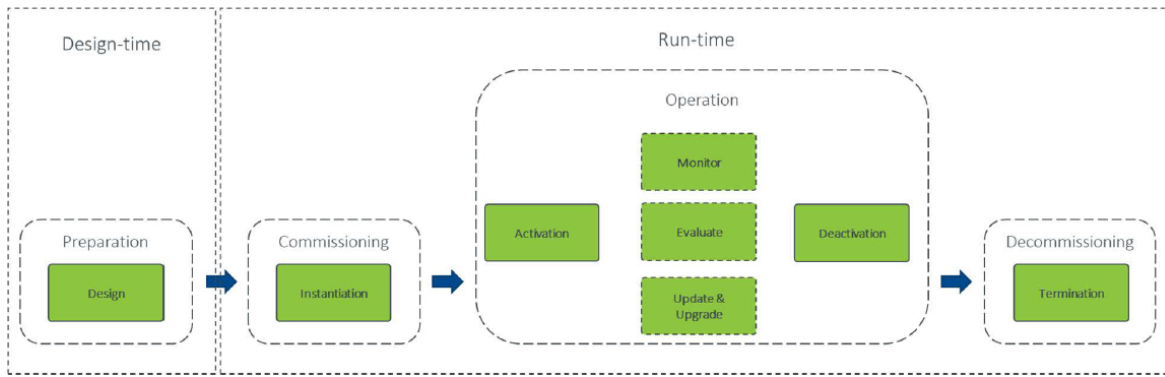 Design-time
Run-time
Operation
Monitor
Activation
Evaluate
Deactivation
Update &
Upgrade
Preparation
Design
Commissioning
Instantiation
Decommissioning
Termination